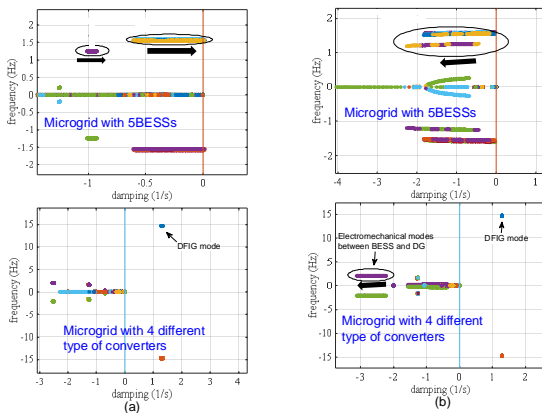 2
1.5
1
0.5
0
-0.5
-1
-1.5
-2
frequency (Hz)
Microgrid with 5BESSs
-1
-0.5
0
damping (1/s)
2
1
0
-1
-2
frequency (Hz)
Microgrid with 5BESSs
-4
-3
-2
-1
0
1
damping (1/s)
15
10
5
0
-5
-10
-15
frequency (Hz)
DFIG mode
Microgrid with 4 different
type of converters
-3
-2
-1
0
1
2
3
4
damping (1/s)
(a)
15
10
5
0
-5
-10
-15
frequency (Hz)
Electromechanical modes
between BESS and DG
DFIG mode
Microgrid with 4 different
type of converters
-3
-2
-1
0
1
2
damping (1/s)
(b)